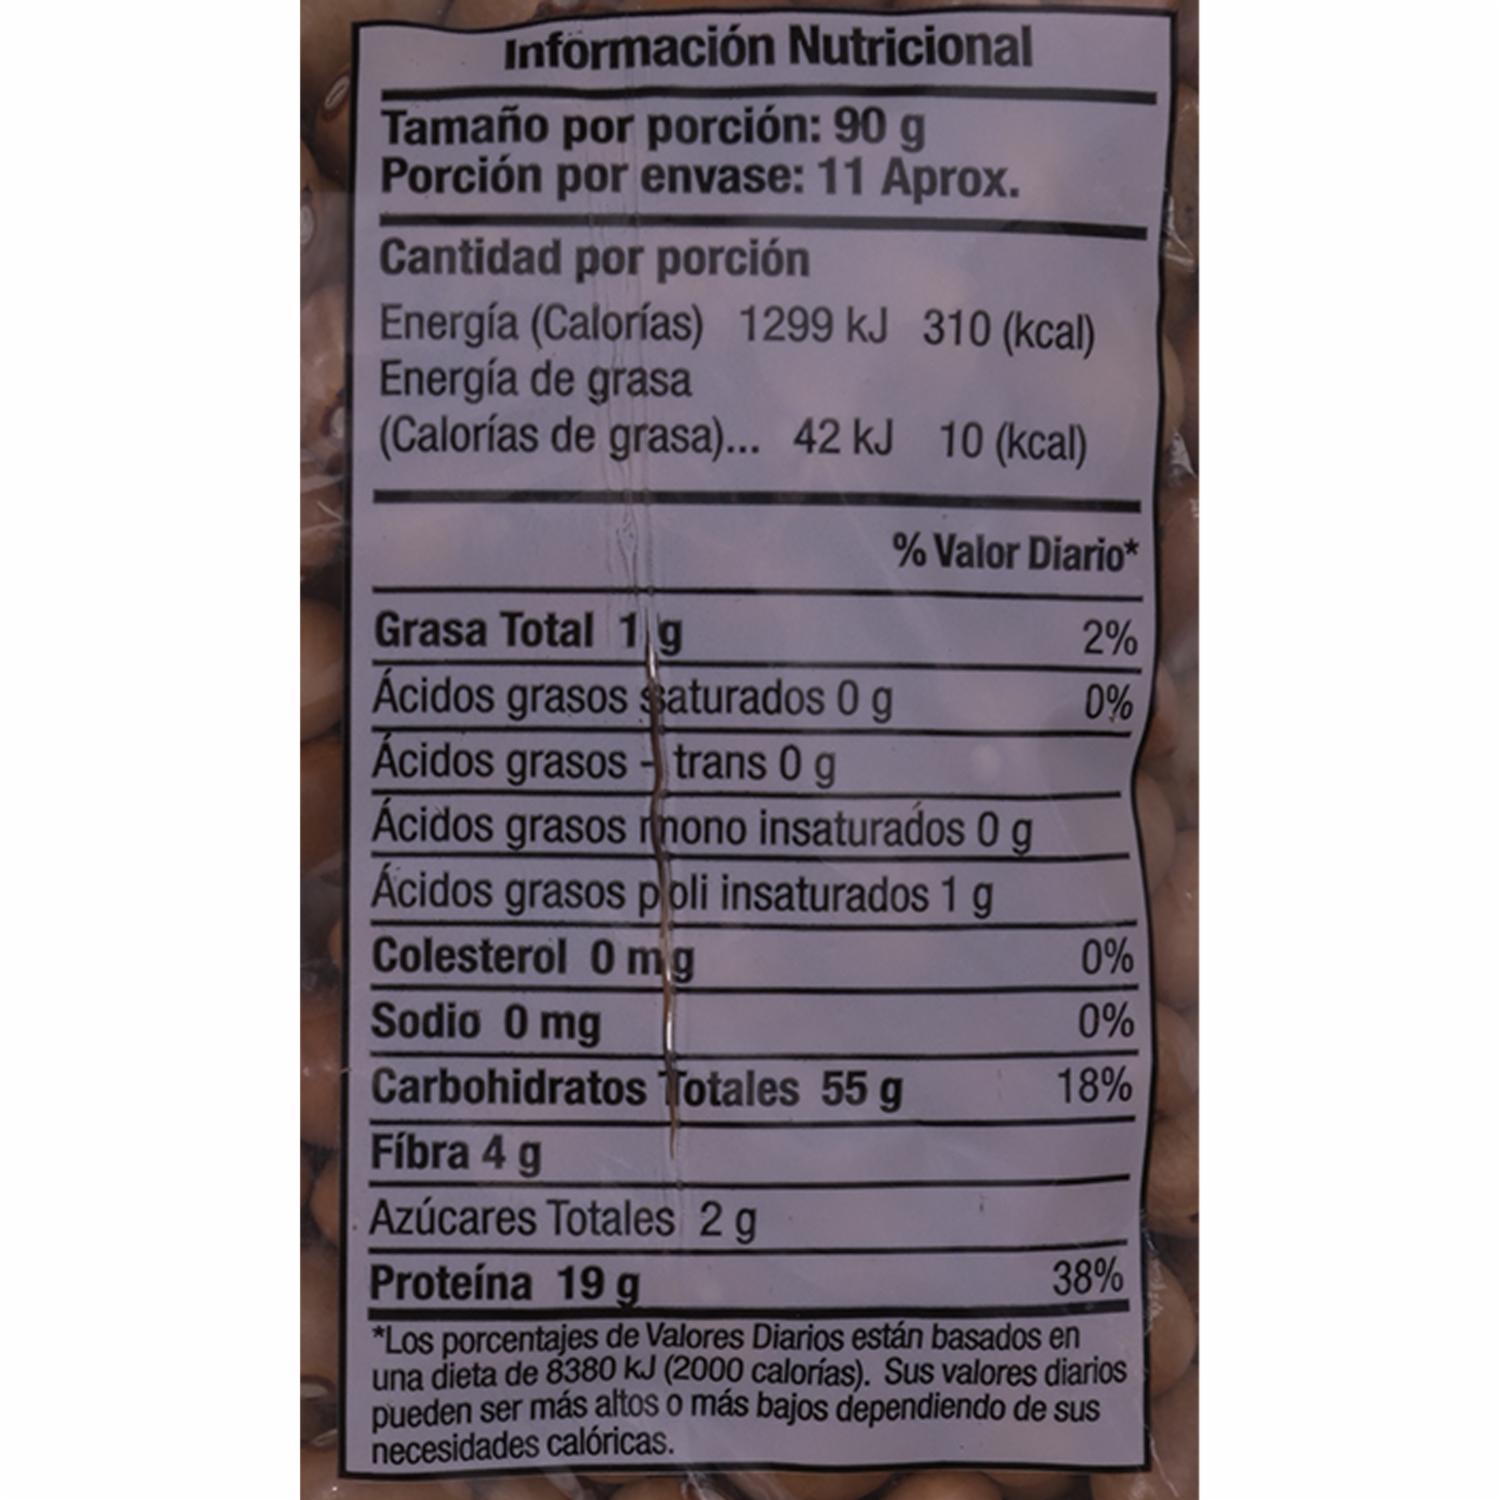 Información Nutricional
Tamaño por porción: 90 g
Porción por envase: 11 Aprox.
Cantidad por porción
Energía (Calorías) 1299 kJ 310 (kcal)
Energía de grasa
(Calorías de grasa)... 42 kJ 10 (kcal)
% Valor Diario*
Grasa Total 1 g 2%
Ácidos grasos saturados 0 g 0%
Ácidos grasos - trans 0 g
Ácidos grasos mono insaturados 0 g
Ácidos grasos poli insaturados 1 g
Colesterol 0 mg 0%
Sodio 0 mg 0%
Carbohidratos Totales 55 g 18%
Fíbra 4 g
Azúcares Totales 2 g
Proteína 19 g 38%
*Los porcentajes de Valores Diarios están basados en
una dieta de 8380 kJ (2000 calorías). Sus valores diarios
pueden ser más altos o más bajos dependiendo de sus
necesidades calóricas.